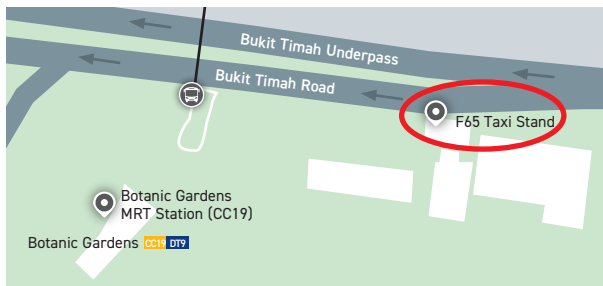 Bukit Timah Underpass
Bukit Timah Road
F65 Taxi Stand
Botanic Gardens
MRT Station (CC19)
Botanic Gardens CC19 DT9